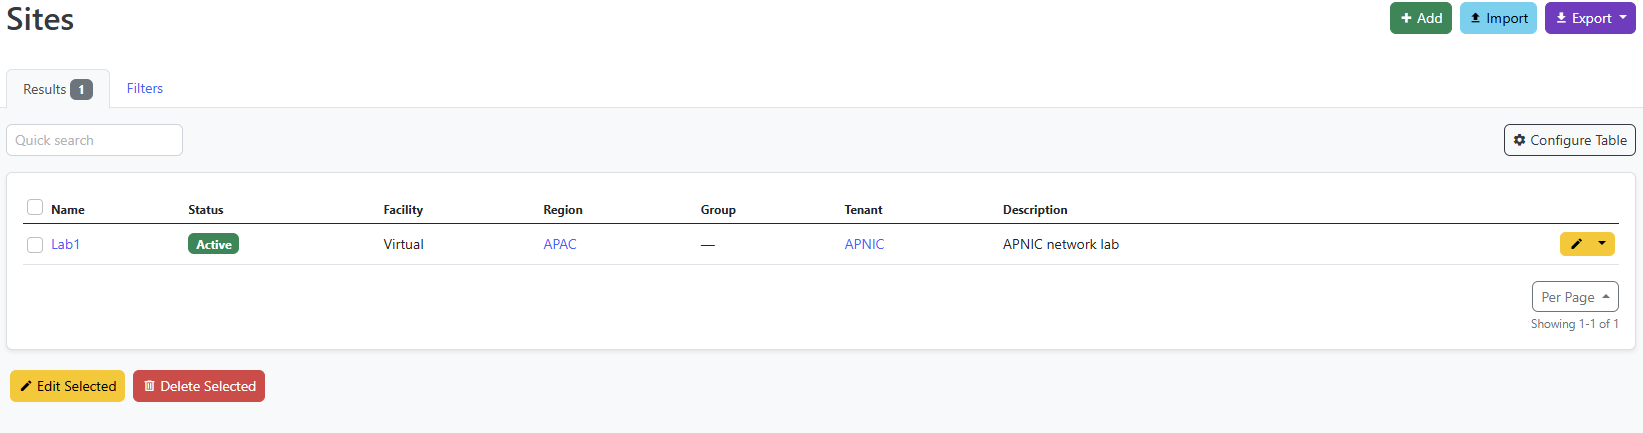 Sites
Add Import Export
Results 1 Filters
Quick search
Configure Table
Name Status Facility Region Group Tenant Description
Lab1 Active Virtual APAC — APNIC APNIC network lab
Per Page
Showing 1-1 of 1
Edit Selected Delete Selected